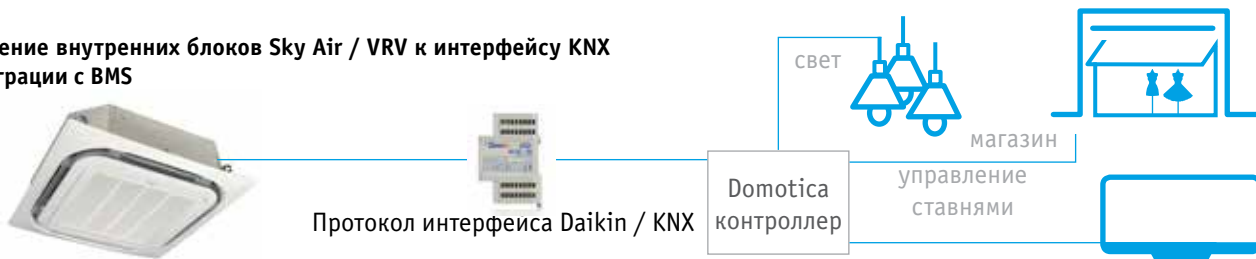 ение внутренних блоков Sky Air / VRV к интерфейсу KNX
грации с BMS
свет
магазин
управление
ставнями
Domotica
контроллер
Протокол интерфейса Daikin / KNX